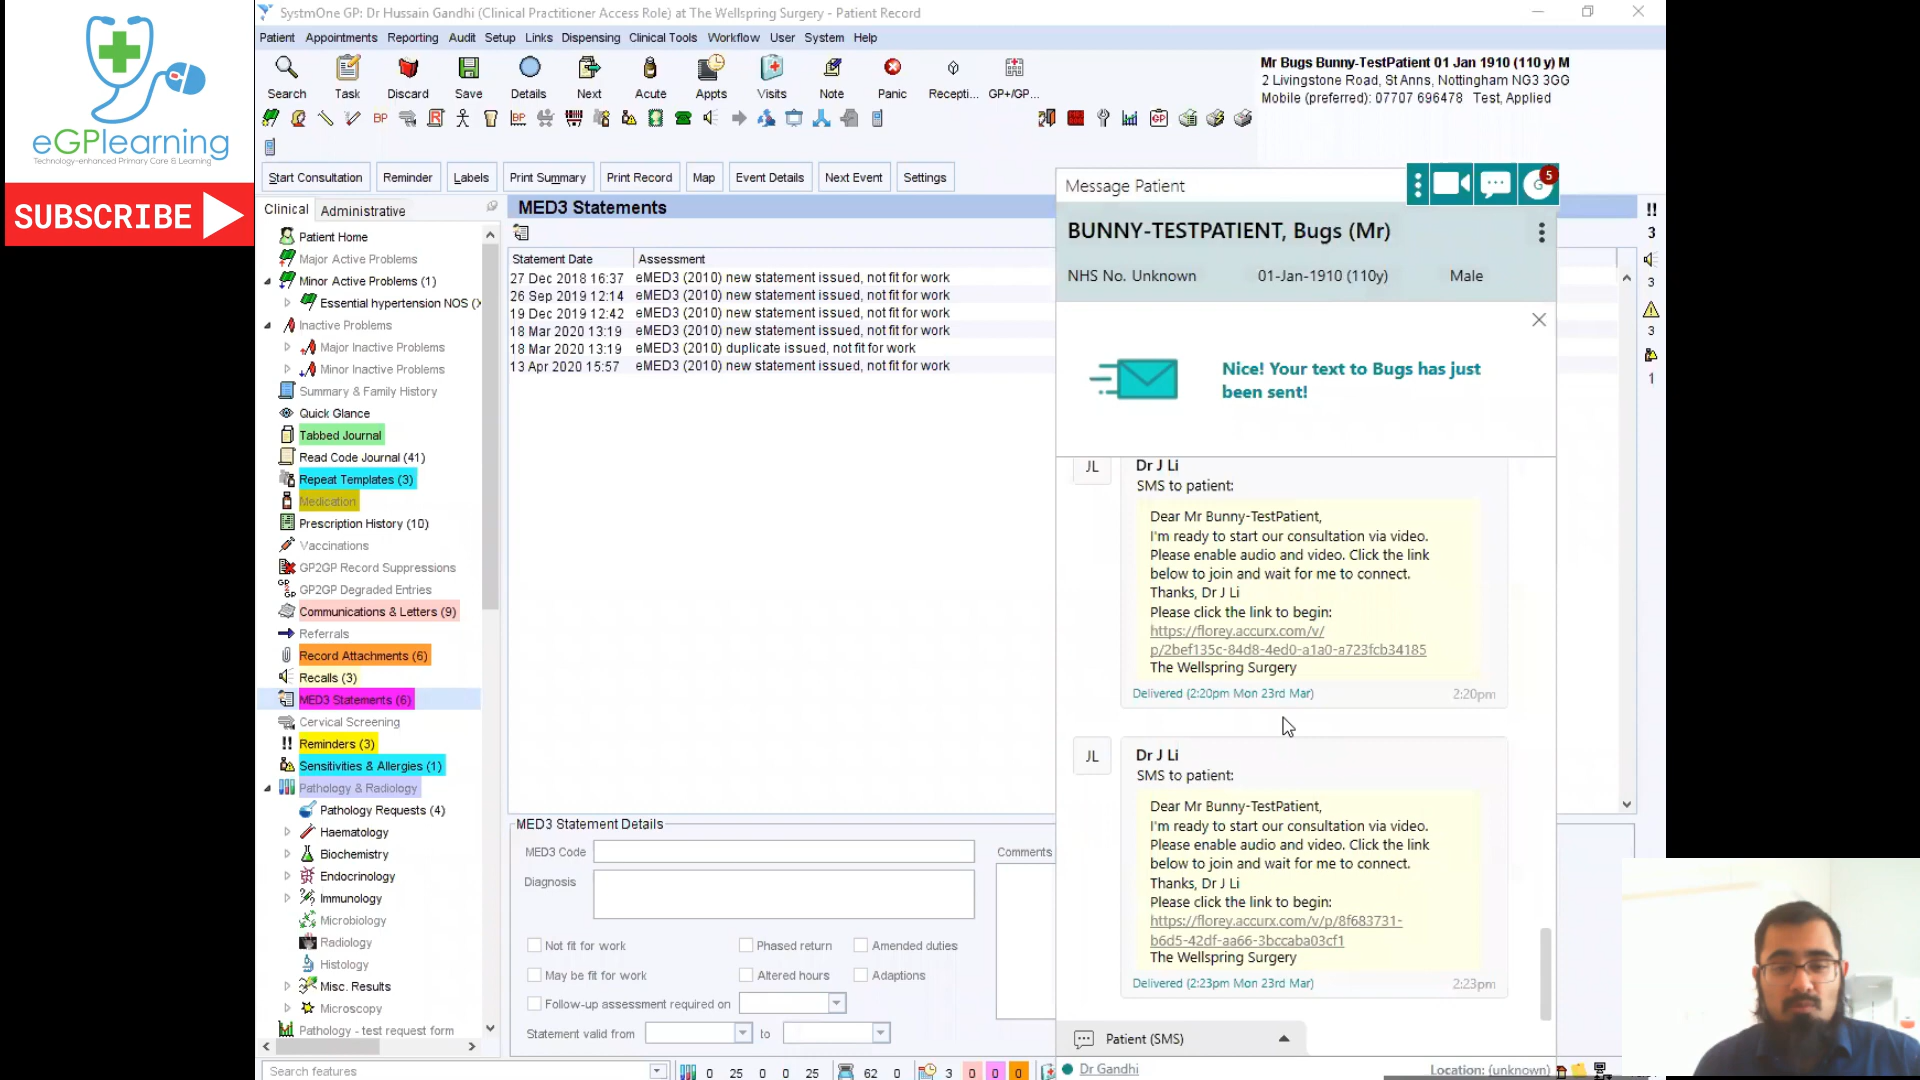 eGPlearning
Technology-enhanced Primary Care & Learning
SUBSCRIBE
SystmOne GP: Dr Hussain Gandhi (Clinical Practitioner Access Role) at The Wellspring Surgery - Patient Record
Patient Appointments Reporting Audit Setup Links Dispensing Clinical Tools Workflow User System Help
Search Task Discard Save Details Next Acute Appts Visits Note Panic Recepti... GP+/GP...
Mr Bugs Bunny-TestPatient 01 Jan 1910 (110 y) M
2 Livingstone Road, St Anns, Nottingham NG3 3GG
Mobile (preferred): 07707 696478 Test, Applied
Start Consultation Reminder Labels Print Summary Print Record Map Event Details Next Event Settings
Clinical Administrative
Patient Home
Major Active Problems
Minor Active Problems (1)
Essential hypertension NOS (
Inactive Problems
Major Inactive Problems
Minor Inactive Problems
Summary & Family History
Quick Glance
Tabbed Journal
Read Code Journal (41)
Repeat Templates (3)
Medication
Prescription History (10)
Vaccinations
GP2GP Record Suppressions
GP2GP Degraded Entries
Communications & Letters (9)
Referrals
Record Attachments (6)
Recalls (3)
MED3 Statements (6)
Cervical Screening
Reminders (3)
Sensitivities & Allergies (1)
Pathology & Radiology
Pathology Requests (4)
Haematology
Biochemistry
Endocrinology
Immunology
Microbiology
Radiology
Histology
Misc. Results
Microscopy
Pathology - test request form
Search features
MED3 Statements
Statement Date Assessment
27 Dec 2018 16:37 eMED3 (2010) new statement issued, not fit for work
26 Sep 2019 12:14 eMED3 (2010) new statement issued, not fit for work
19 Dec 2019 12:42 eMED3 (2010) new statement issued, not fit for work
18 Mar 2020 13:19 eMED3 (2010) new statement issued, not fit for work
18 Mar 2020 13:19 eMED3 (2010) duplicate issued, not fit for work
13 Apr 2020 15:57 eMED3 (2010) new statement issued, not fit for work
MED3 Statement Details
MED3 Code
Comments
Diagnosis
Not fit for work Phased return Amended duties
May be fit for work Altered hours Adaptions
Follow-up assessment required on
Statement valid from to
0 25 0 0 25 62 0 3 0 0 0
Message Patient
G 5
BUNNY-TESTPATIENT, Bugs (Mr)
NHS No. Unknown 01-Jan-1910 (110y) Male
Nice! Your text to Bugs has just
been sent!
JL
Dr J Li
SMS to patient:
Dear Mr Bunny-TestPatient,
I'm ready to start our consultation via video.
Please enable audio and video. Click the link
below to join and wait for me to connect.
Thanks, Dr J Li
Please click the link to begin:
https://florey.accurx.com/v/
p/2bef135c-84d8-4ed0-a1a0-a723fcb34185
The Wellspring Surgery
Delivered (2:20pm Mon 23rd Mar) 2:20pm
JL
Dr J Li
SMS to patient:
Dear Mr Bunny-TestPatient,
I'm ready to start our consultation via video.
Please enable audio and video. Click the link
below to join and wait for me to connect.
Thanks, Dr J Li
Please click the link to begin:
https://florey.accurx.com/v/p/8f683731-
b6d5-42df-aa66-3bccaba03cf1
The Wellspring Surgery
Delivered (2:23pm Mon 23rd Mar) 2:23pm
Patient (SMS)
Dr Gandhi Location: (unknown)
!!
3
3
3
1